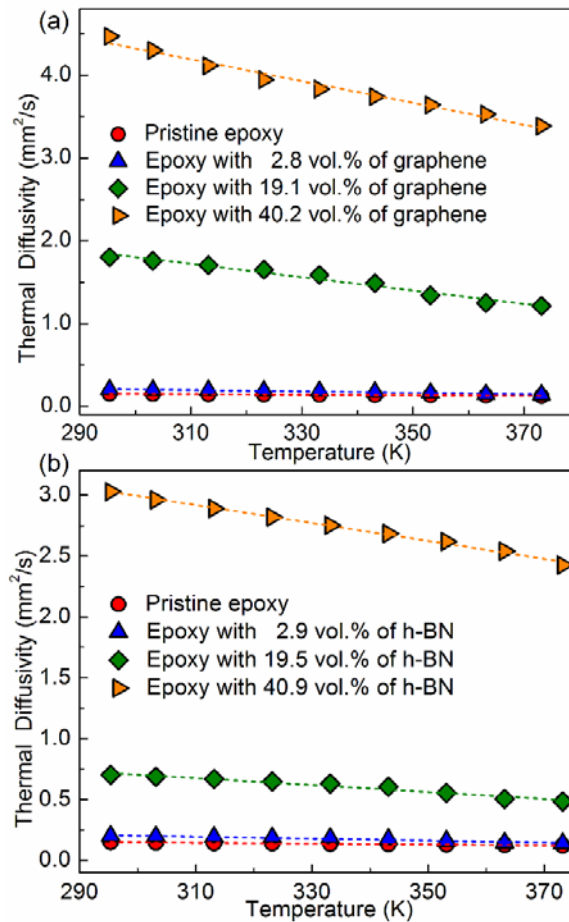 (a)
4.0
3.0
2.0
1.0
0.0
Thermal Diffusivity (mm²/s)
Pristine epoxy
Epoxy with 2.8 vol.% of graphene
Epoxy with 19.1 vol.% of graphene
Epoxy with 40.2 vol.% of graphene
290 310 330 350 370
Temperature (K)
(b)
3.0
2.5
2.0
1.5
1.0
0.5
0.0
Thermal Diffusivity (mm²/s)
Pristine epoxy
Epoxy with 2.9 vol.% of h-BN
Epoxy with 19.5 vol.% of h-BN
Epoxy with 40.9 vol.% of h-BN
290 310 330 350 370
Temperature (K)